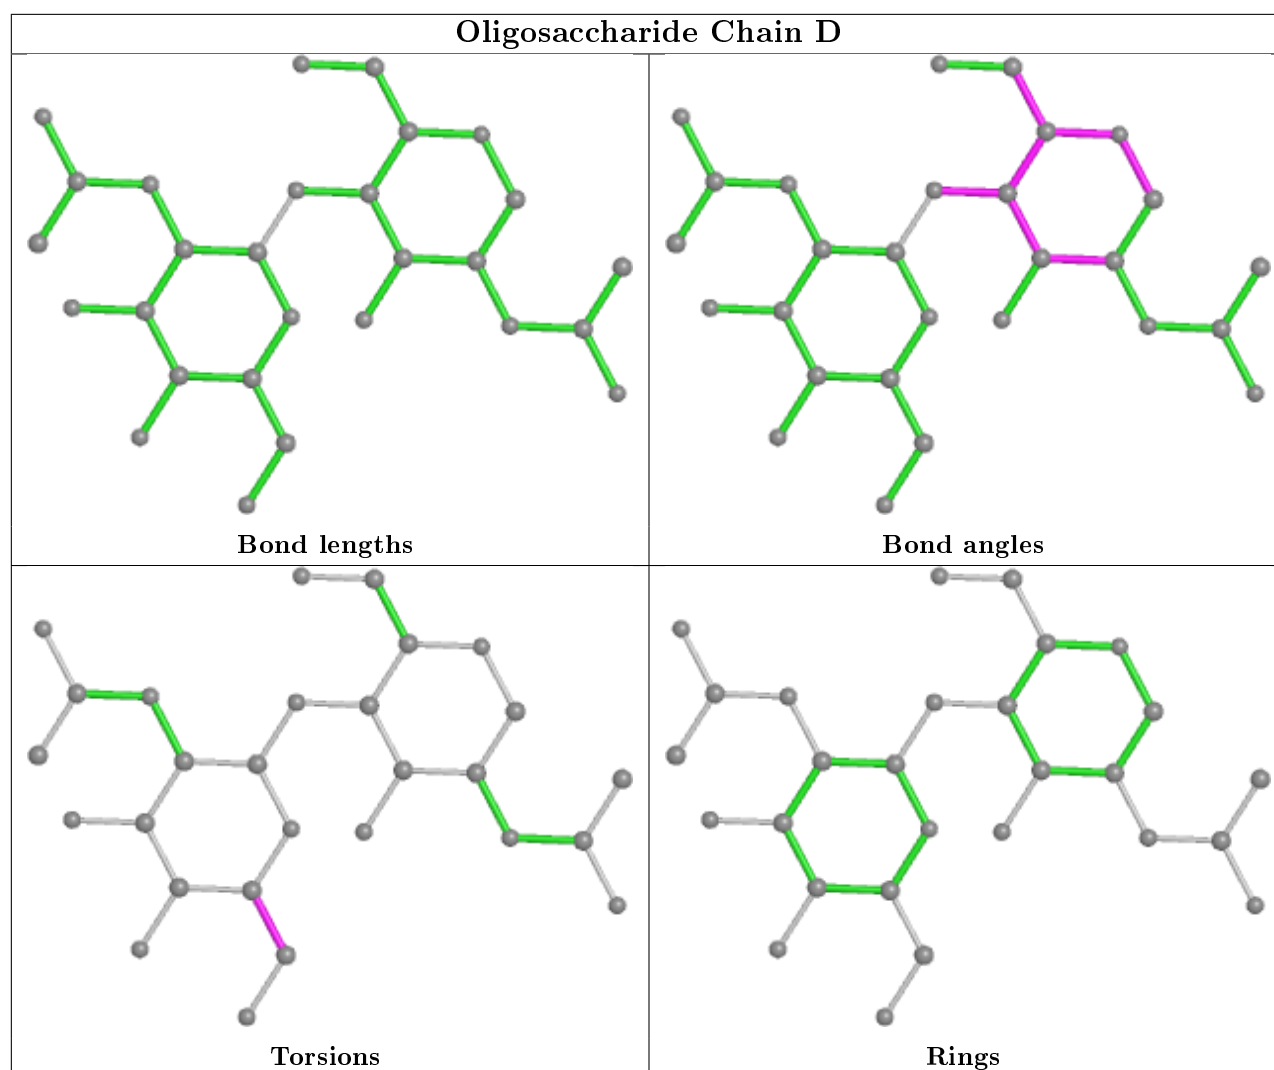 Oligosaccharide Chain D
Bond lengths
Bond angles
Torsions
Rings